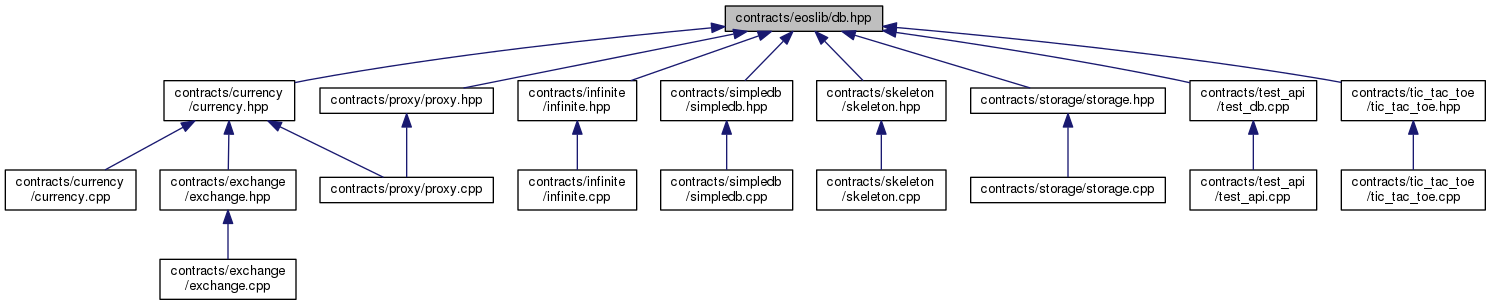 contracts/eoslib/db.hpp
contracts/currency
/currency.hpp
contracts/proxy/proxy.hpp
contracts/infinite
/infinite.hpp
contracts/simpledb
/simpledb.hpp
contracts/skeleton
/skeleton.hpp
contracts/storage/storage.hpp
contracts/test_api
/test_db.cpp
contracts/tic_tac_toe
/tic_tac_toe.hpp
contracts/currency
/currency.cpp
contracts/exchange
/exchange.hpp
contracts/proxy/proxy.cpp
contracts/infinite
/infinite.cpp
contracts/simpledb
/simpledb.cpp
contracts/skeleton
/skeleton.cpp
contracts/storage/storage.cpp
contracts/test_api
/test_api.cpp
contracts/tic_tac_toe
/tic_tac_toe.cpp
contracts/exchange
/exchange.cpp